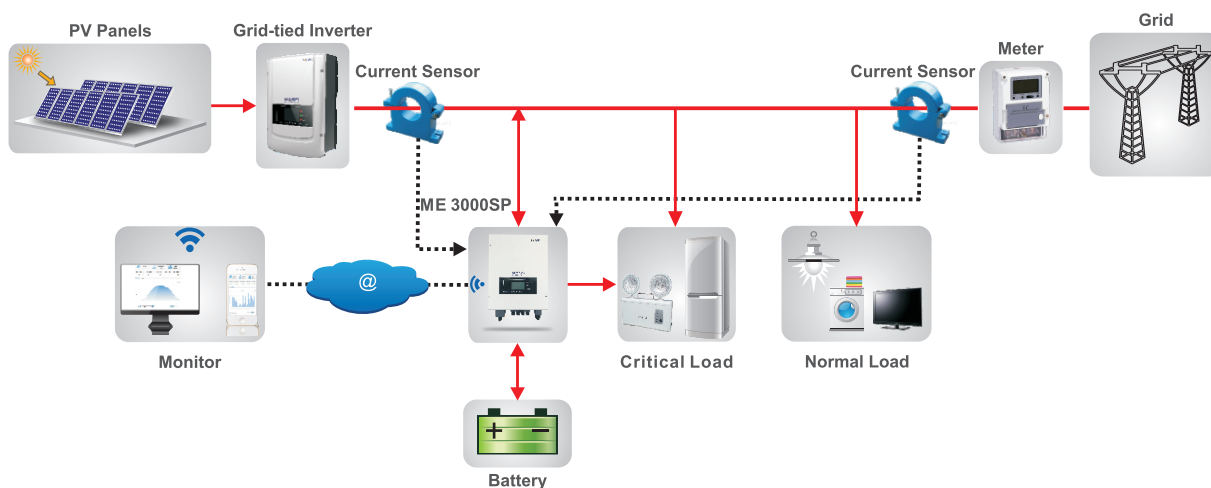 PV Panels
Grid-tied Inverter
Current Sensor
Current Sensor
Meter
Grid
ME 3000SP
@
Monitor
Critical Load
Normal Load
+ −
Battery